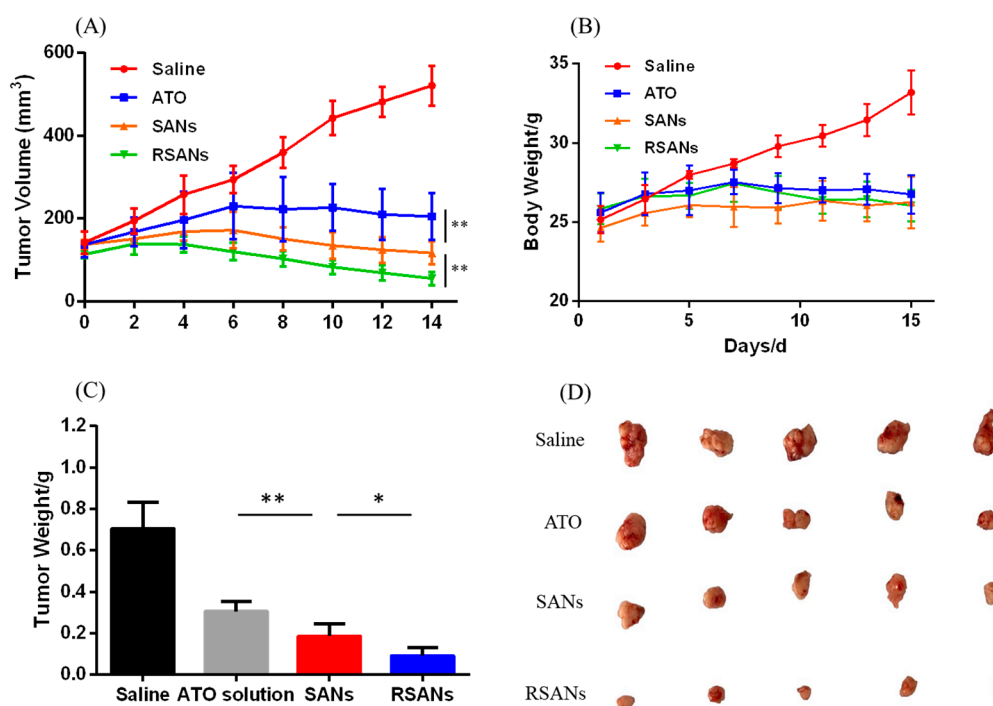 (A)
600
400
200
0
Tumor Volume (mm³)
Saline
ATO
SANs
RSANs
**
**
0 2 4 6 8 10 12 14
(B)
35
30
25
20
Body Weight/g
Saline
ATO
SANs
RSANs
0 5 10 15
Days/d
(C)
1.2
1.0
0.8
0.6
0.4
0.2
0.0
Tumor Weight/g
** *
Saline ATO solution SANs RSANs
(D)
Saline
ATO
SANs
RSANs